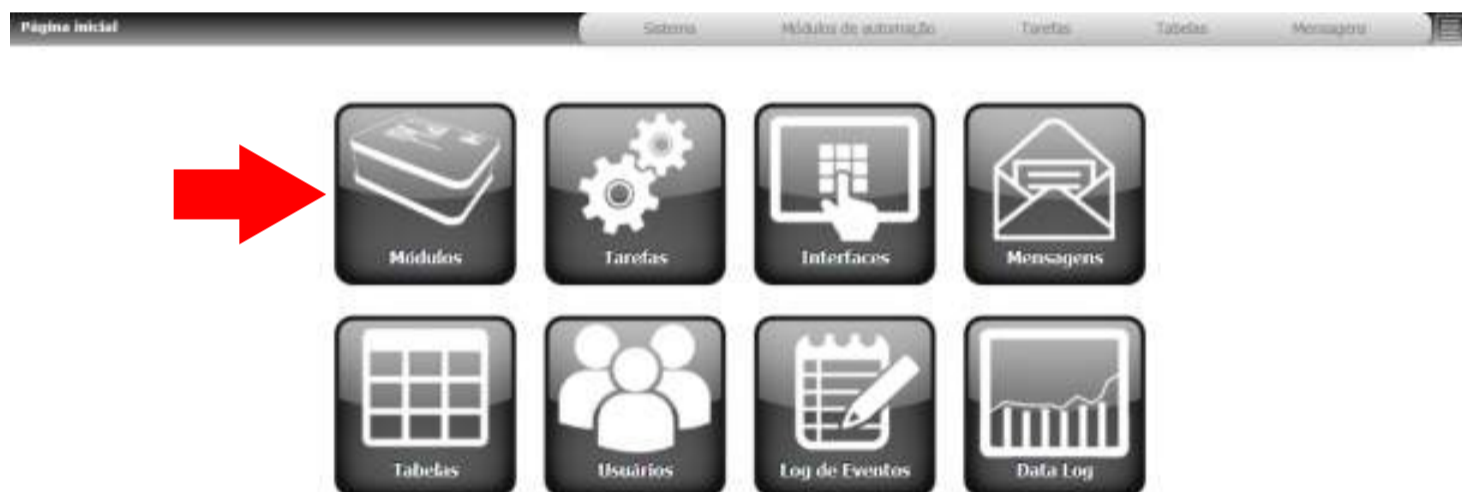 Página inicial
Sistema Módulos de automação Tarefas Tabelas Mensagens
Módulos Tarefas Interfaces Mensagens
Tabelas Usuários Log de Eventos Data Log